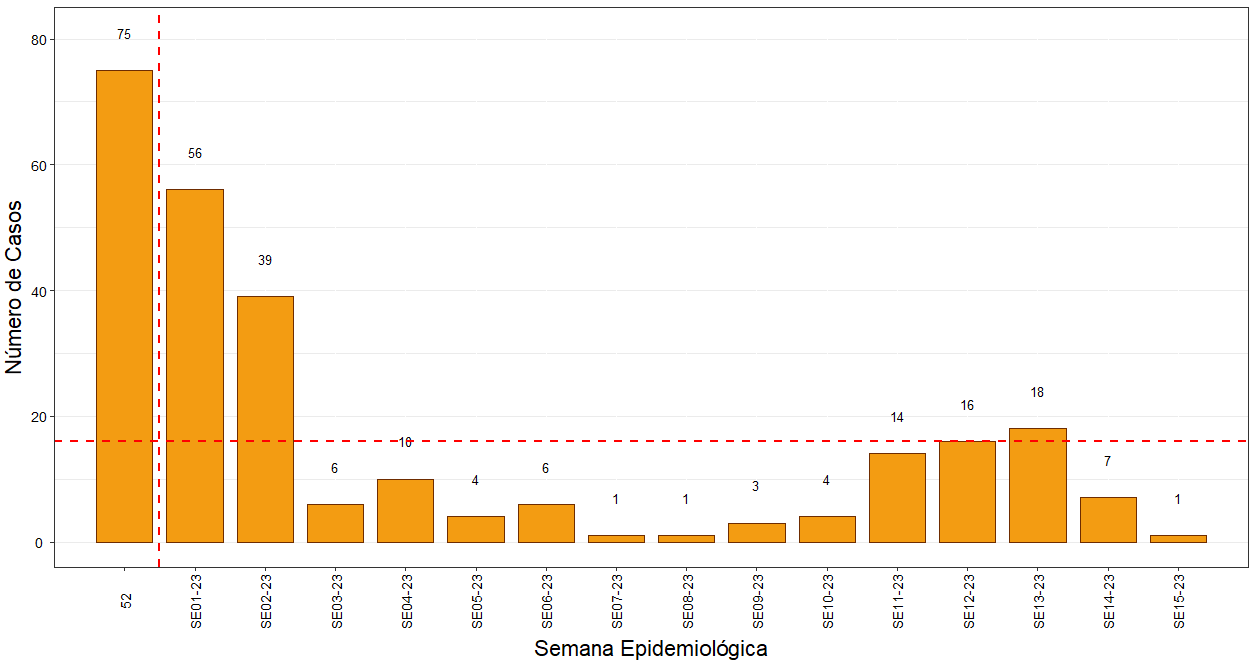 Número de Casos
80
60
40
20
0
75
56
39
6
10
4
6
1
1
3
4
14
16
18
7
1
52
SE01-23
SE02-23
SE03-23
SE04-23
SE05-23
SE06-23
SE07-23
SE08-23
SE09-23
SE10-23
SE11-23
SE12-23
SE13-23
SE14-23
SE15-23
Semana Epidemiológica